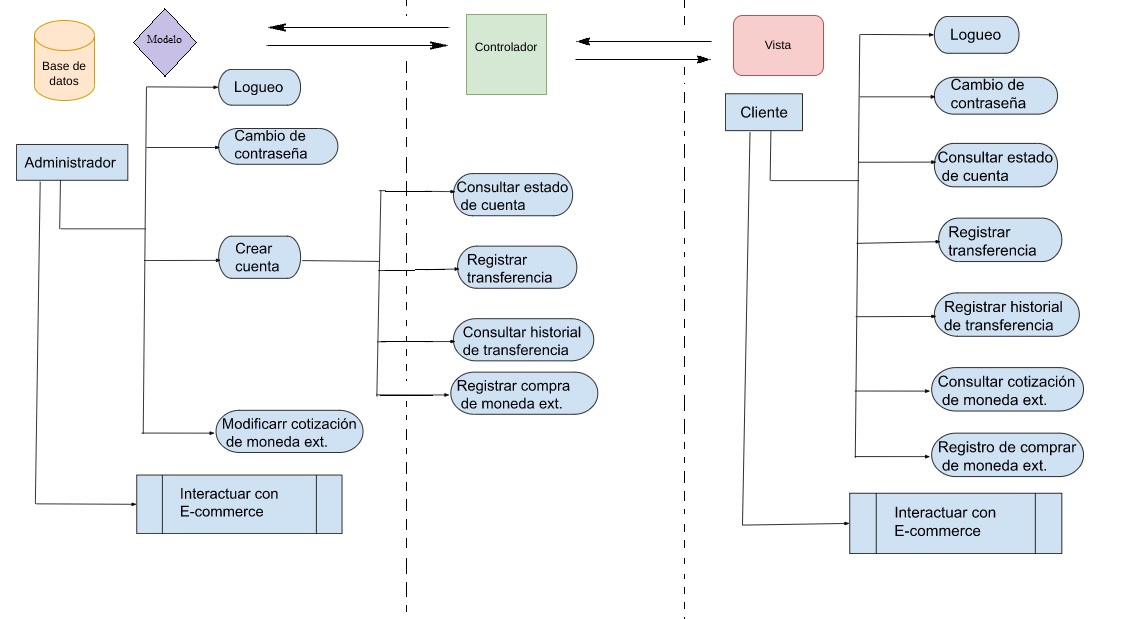 Base de
datos
Modelo
Controlador
Vista
Administrador
Logueo
Cambio de
contraseña
Crear
cuenta
Modificarr cotización
de moneda ext.
Interactuar con
E-commerce
Consultar estado
de cuenta
Registrar
transferencia
Consultar historial
de transferencia
Registrar compra
de moneda ext.
Cliente
Logueo
Cambio de
contraseña
Consultar estado
de cuenta
Registrar
transferencia
Registrar historial
de transferencia
Consultar cotización
de moneda ext.
Registro de comprar
de moneda ext.
Interactuar con
E-commerce